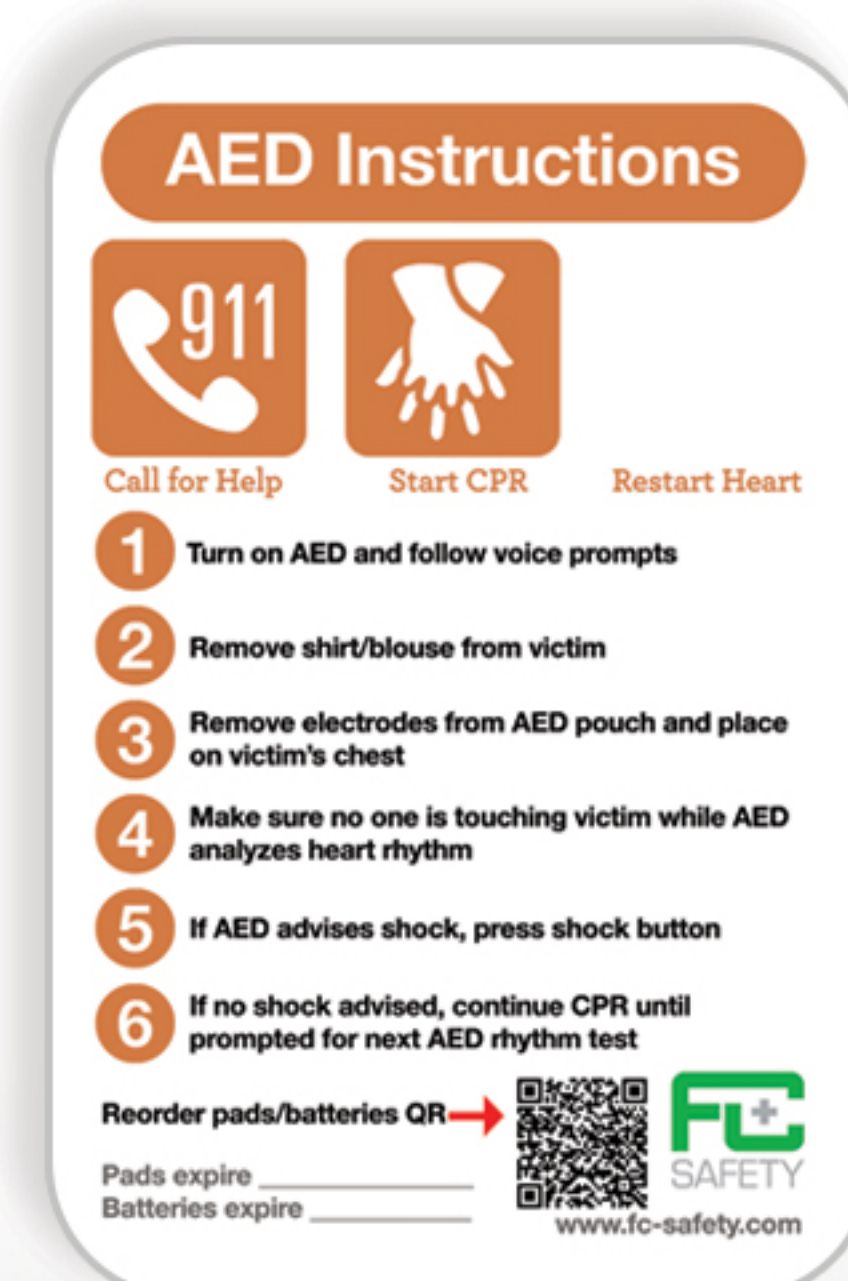 AED Instructions
911
Call for Help
Start CPR
Restart Heart
1 Turn on AED and follow voice prompts
2 Remove shirt/blouse from victim
3 Remove electrodes from AED pouch and place
on victim's chest
4 Make sure no one is touching victim while AED
analyzes heart rhythm
5 If AED advises shock, press shock button
6 If no shock advised, continue CPR until
prompted for next AED rhythm test
Reorder pads/batteries QR
Pads expire
Batteries expire
FC
SAFETY
www.fc-safety.com